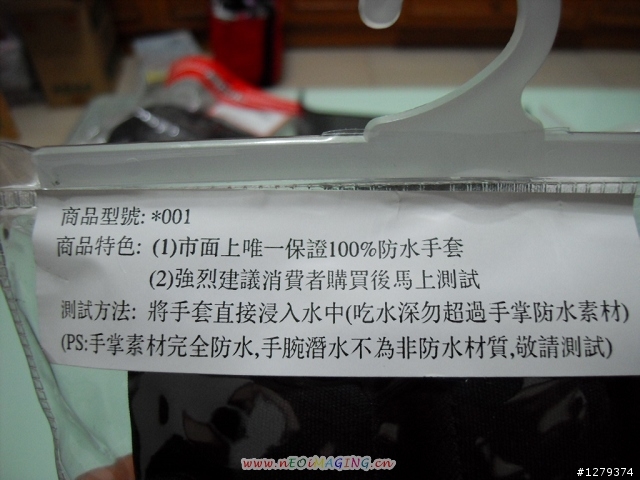 商品型號: *001
商品特色: (1)市面上唯一保證100%防水手套
(2)強烈建議消費者購買後馬上測試
測試方法: 將手套直接浸入水中(吃水深勿超過手掌防水素材)
(PS:手掌素材完全防水,手腕潛水不為非防水材質,敬請測試)
www.nEOiMAGING.cn
#1279374